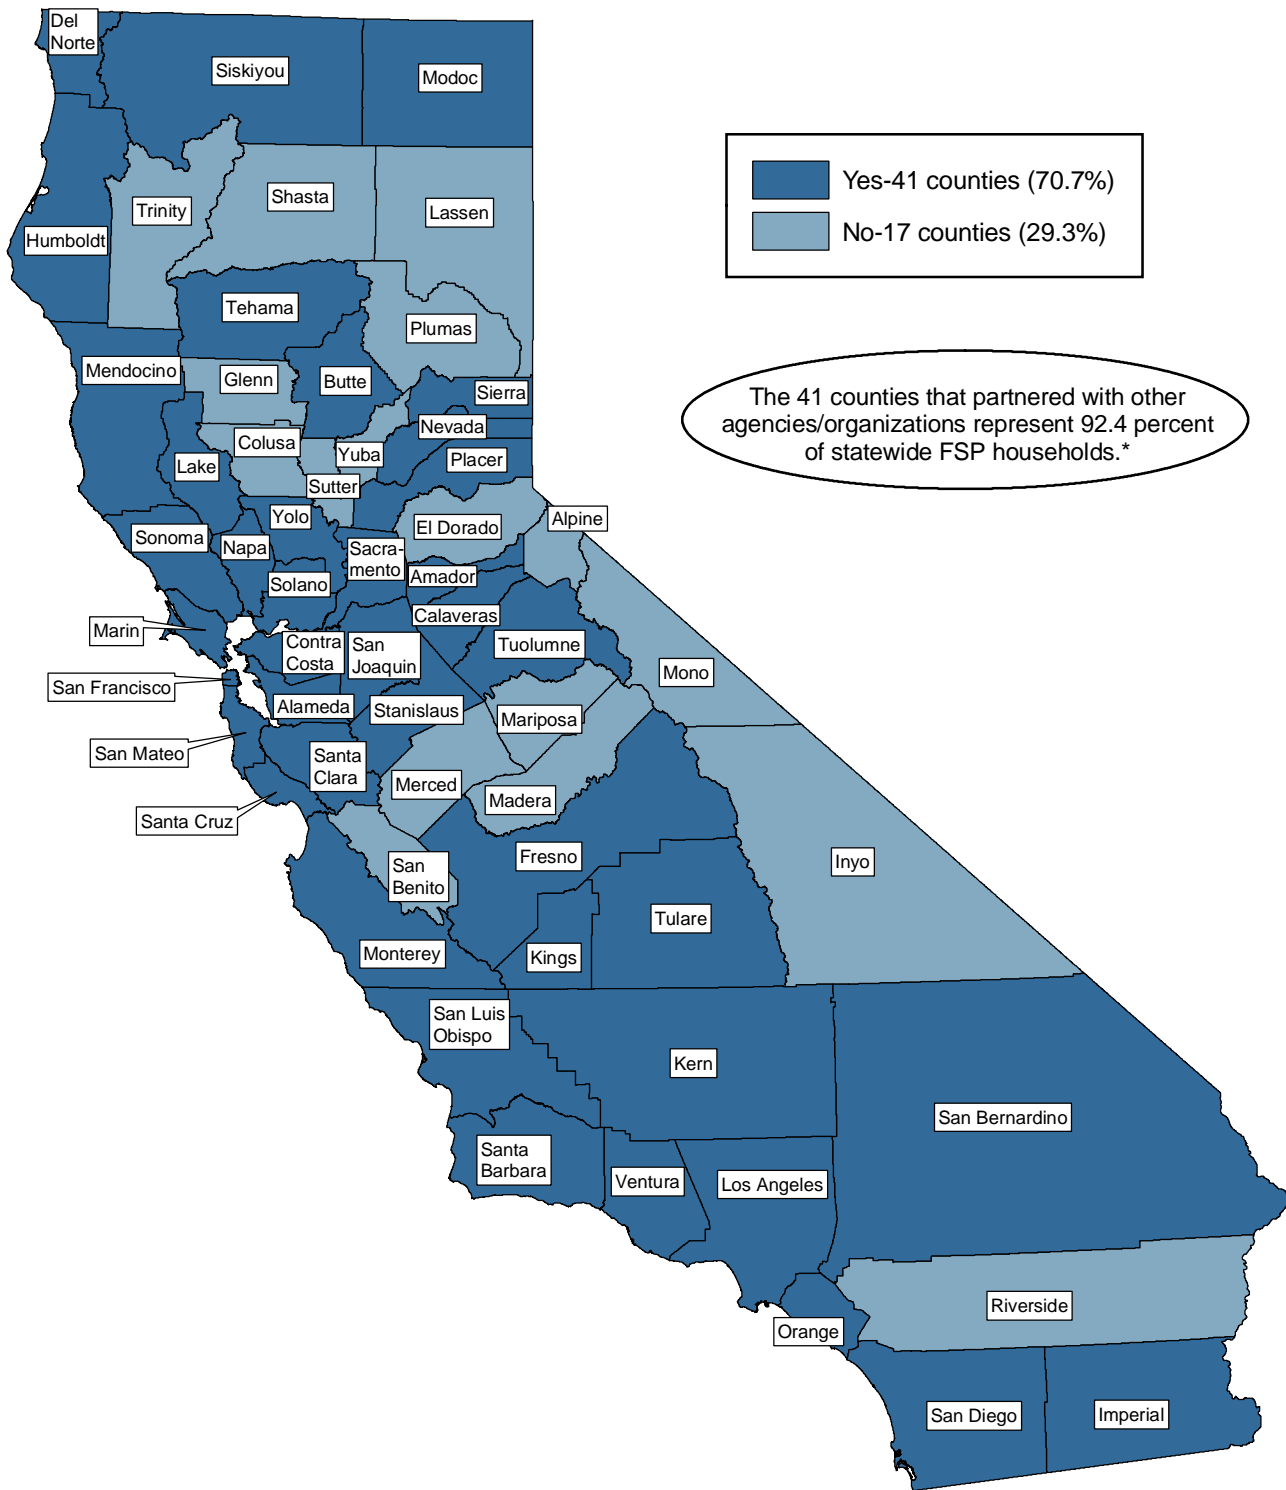 Del
Norte
Siskiyou
Modoc
Yes-41 counties (70.7%)
No-17 counties (29.3%)
Trinity
Shasta
Lassen
Humboldt
Tehama
Plumas
Mendocino
Glenn
Butte
Sierra
The 41 counties that partnered with other
agencies/organizations represent 92.4 percent
of statewide FSP households.*
Nevada
Colusa
Yuba
Placer
Lake
Sutter
Yolo
El Dorado
Alpine
Sonoma
Napa
Sacra-
mento
Solano
Amador
Calaveras
Marin
Contra
Costa
San
Joaquin
Tuolumne
Mono
San Francisco
Alameda
Stanislaus
Mariposa
San Mateo
Santa
Clara
Merced
Madera
Santa Cruz
Fresno
Inyo
San
Benito
Tulare
Monterey
Kings
San Luis
Obispo
Kern
San Bernardino
Santa
Barbara
Ventura
Los Angeles
Riverside
Orange
San Diego
Imperial